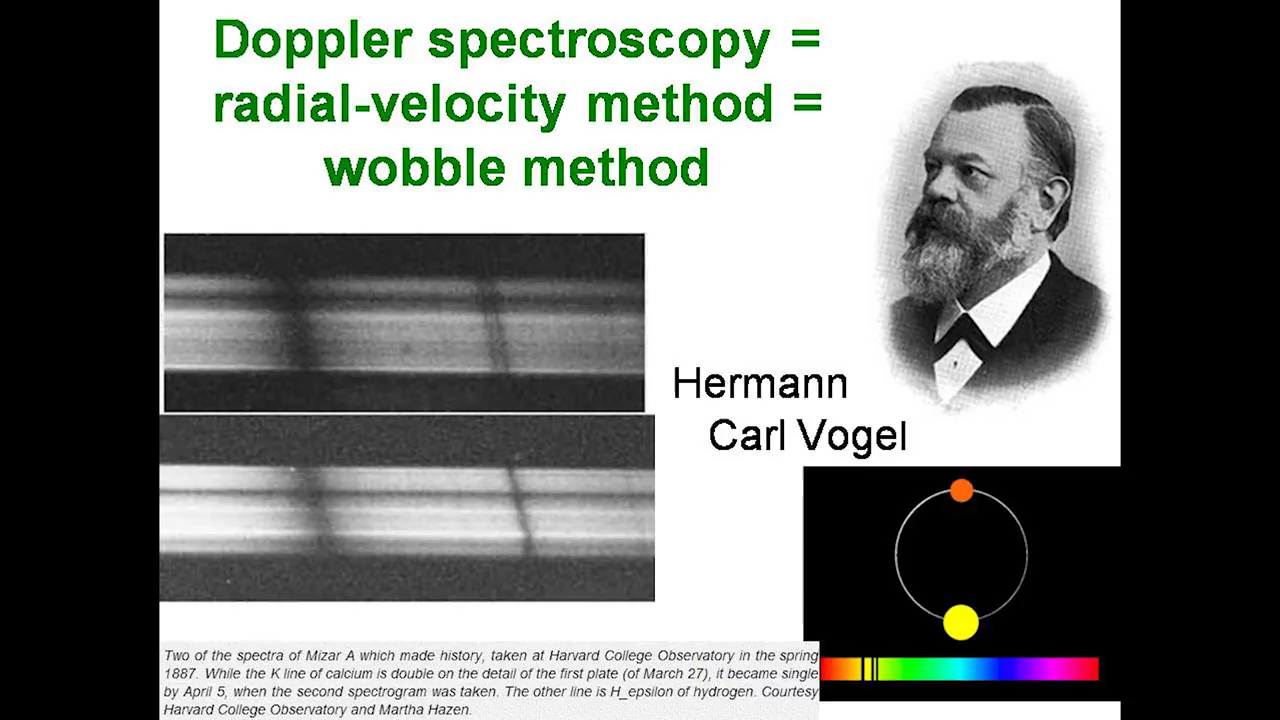 Doppler spectroscopy =
radial-velocity method =
wobble method
Hermann
Carl Vogel
Two of the spectra of Mizar A which made history, taken at Harvard College Observatory in the spring
1887. While the K line of calcium is double on the detail of the first plate (of March 27), it became single
by April 5, when the second spectrogram was taken. The other line is H_epsilon of hydrogen. Courtesy
Harvard College Observatory and Martha Hazen.